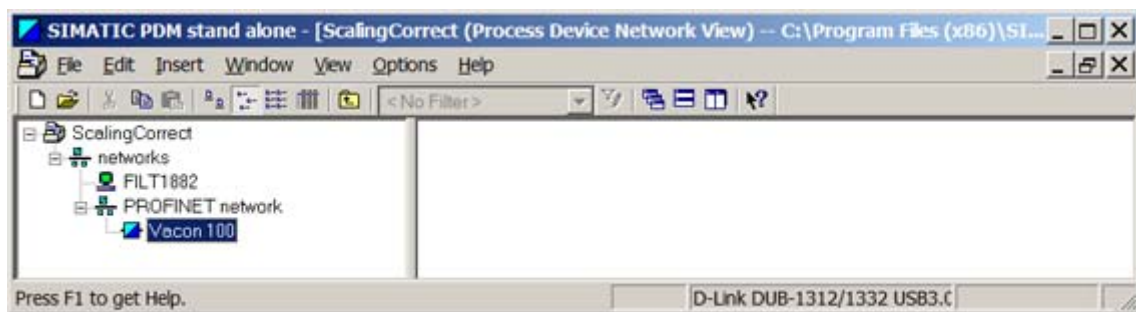 SIMATIC PDM stand alone - [ScalingCorrect (Process Device Network View) -- C:\Program Files (x86)\SI...
File Edit Insert Window View Options Help
< No Filter >
ScalingCorrect
networks
FILT1882
PROFINET network
Vacon 100
Press F1 to get Help.
D-Link DUB-1312/1332 USB3.0